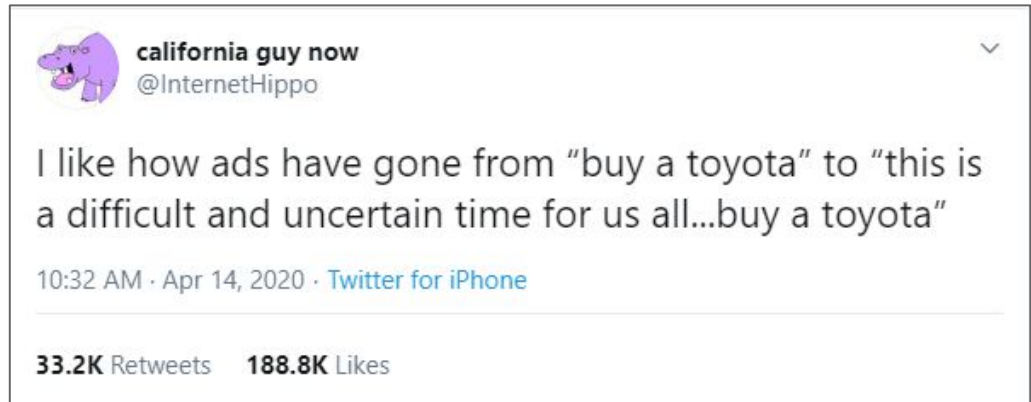 california guy now
@InternetHippo
I like how ads have gone from “buy a toyota” to “this is
a difficult and uncertain time for us all...buy a toyota”
10:32 AM · Apr 14, 2020 · Twitter for iPhone
33.2K Retweets 188.8K Likes